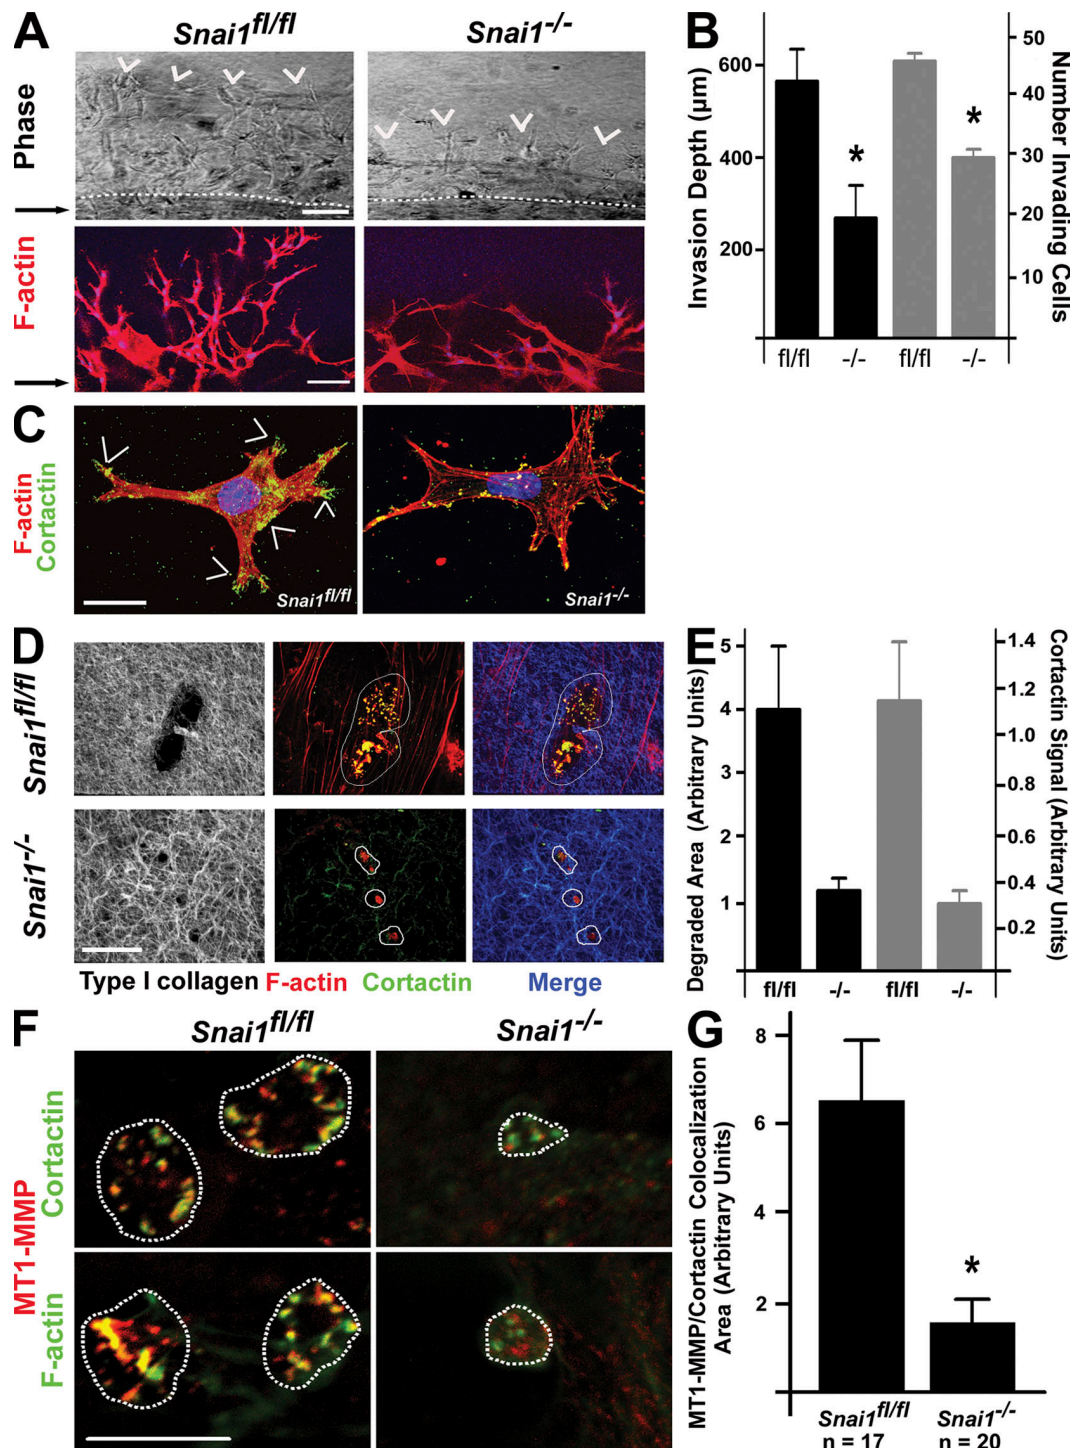 A
Snai1fl/fl
Snai1-/-
Phase
F-actin
B
Invasion Depth (µm)
600
400
200
50
40
30
20
10
Number Invading Cells
*
*
fl/fl
-/-
fl/fl
-/-
C
F-actin
Cortactin
Snai1fl/fl
Snai1-/-
D
Snai1fl/fl
Snai1-/-
Type I collagen
F-actin
Cortactin
Merge
E
Degraded Area (Arbitrary Units)
5
4
3
2
1
1.4
1.2
1.0
0.8
0.6
0.4
0.2
Cortactin Signal (Arbitrary Units)
fl/fl
-/-
fl/fl
-/-
F
Snai1fl/fl
Snai1-/-
MT1-MMP
Cortactin
F-actin
G
MT1-MMP/Cortactin Colocalization
Area (Arbitrary Units)
8
6
4
2
*
Snai1fl/fl
n = 17
Snai1-/-
n = 20